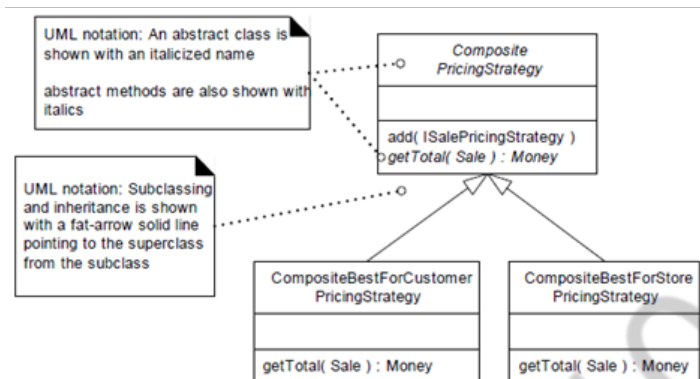 UML notation: An abstract class is
shown with an italicized name
abstract methods are also shown with
italics
Composite
PricingStrategy
add( ISalePricingStrategy )
getTotal( Sale ) : Money
UML notation: Subclassing
and inheritance is shown
with a fat-arrow solid line
pointing to the superclass
from the subclass
CompositeBestForCustomer
PricingStrategy
getTotal( Sale ) : Money
CompositeBestForStore
PricingStrategy
getTotal( Sale ) : Money